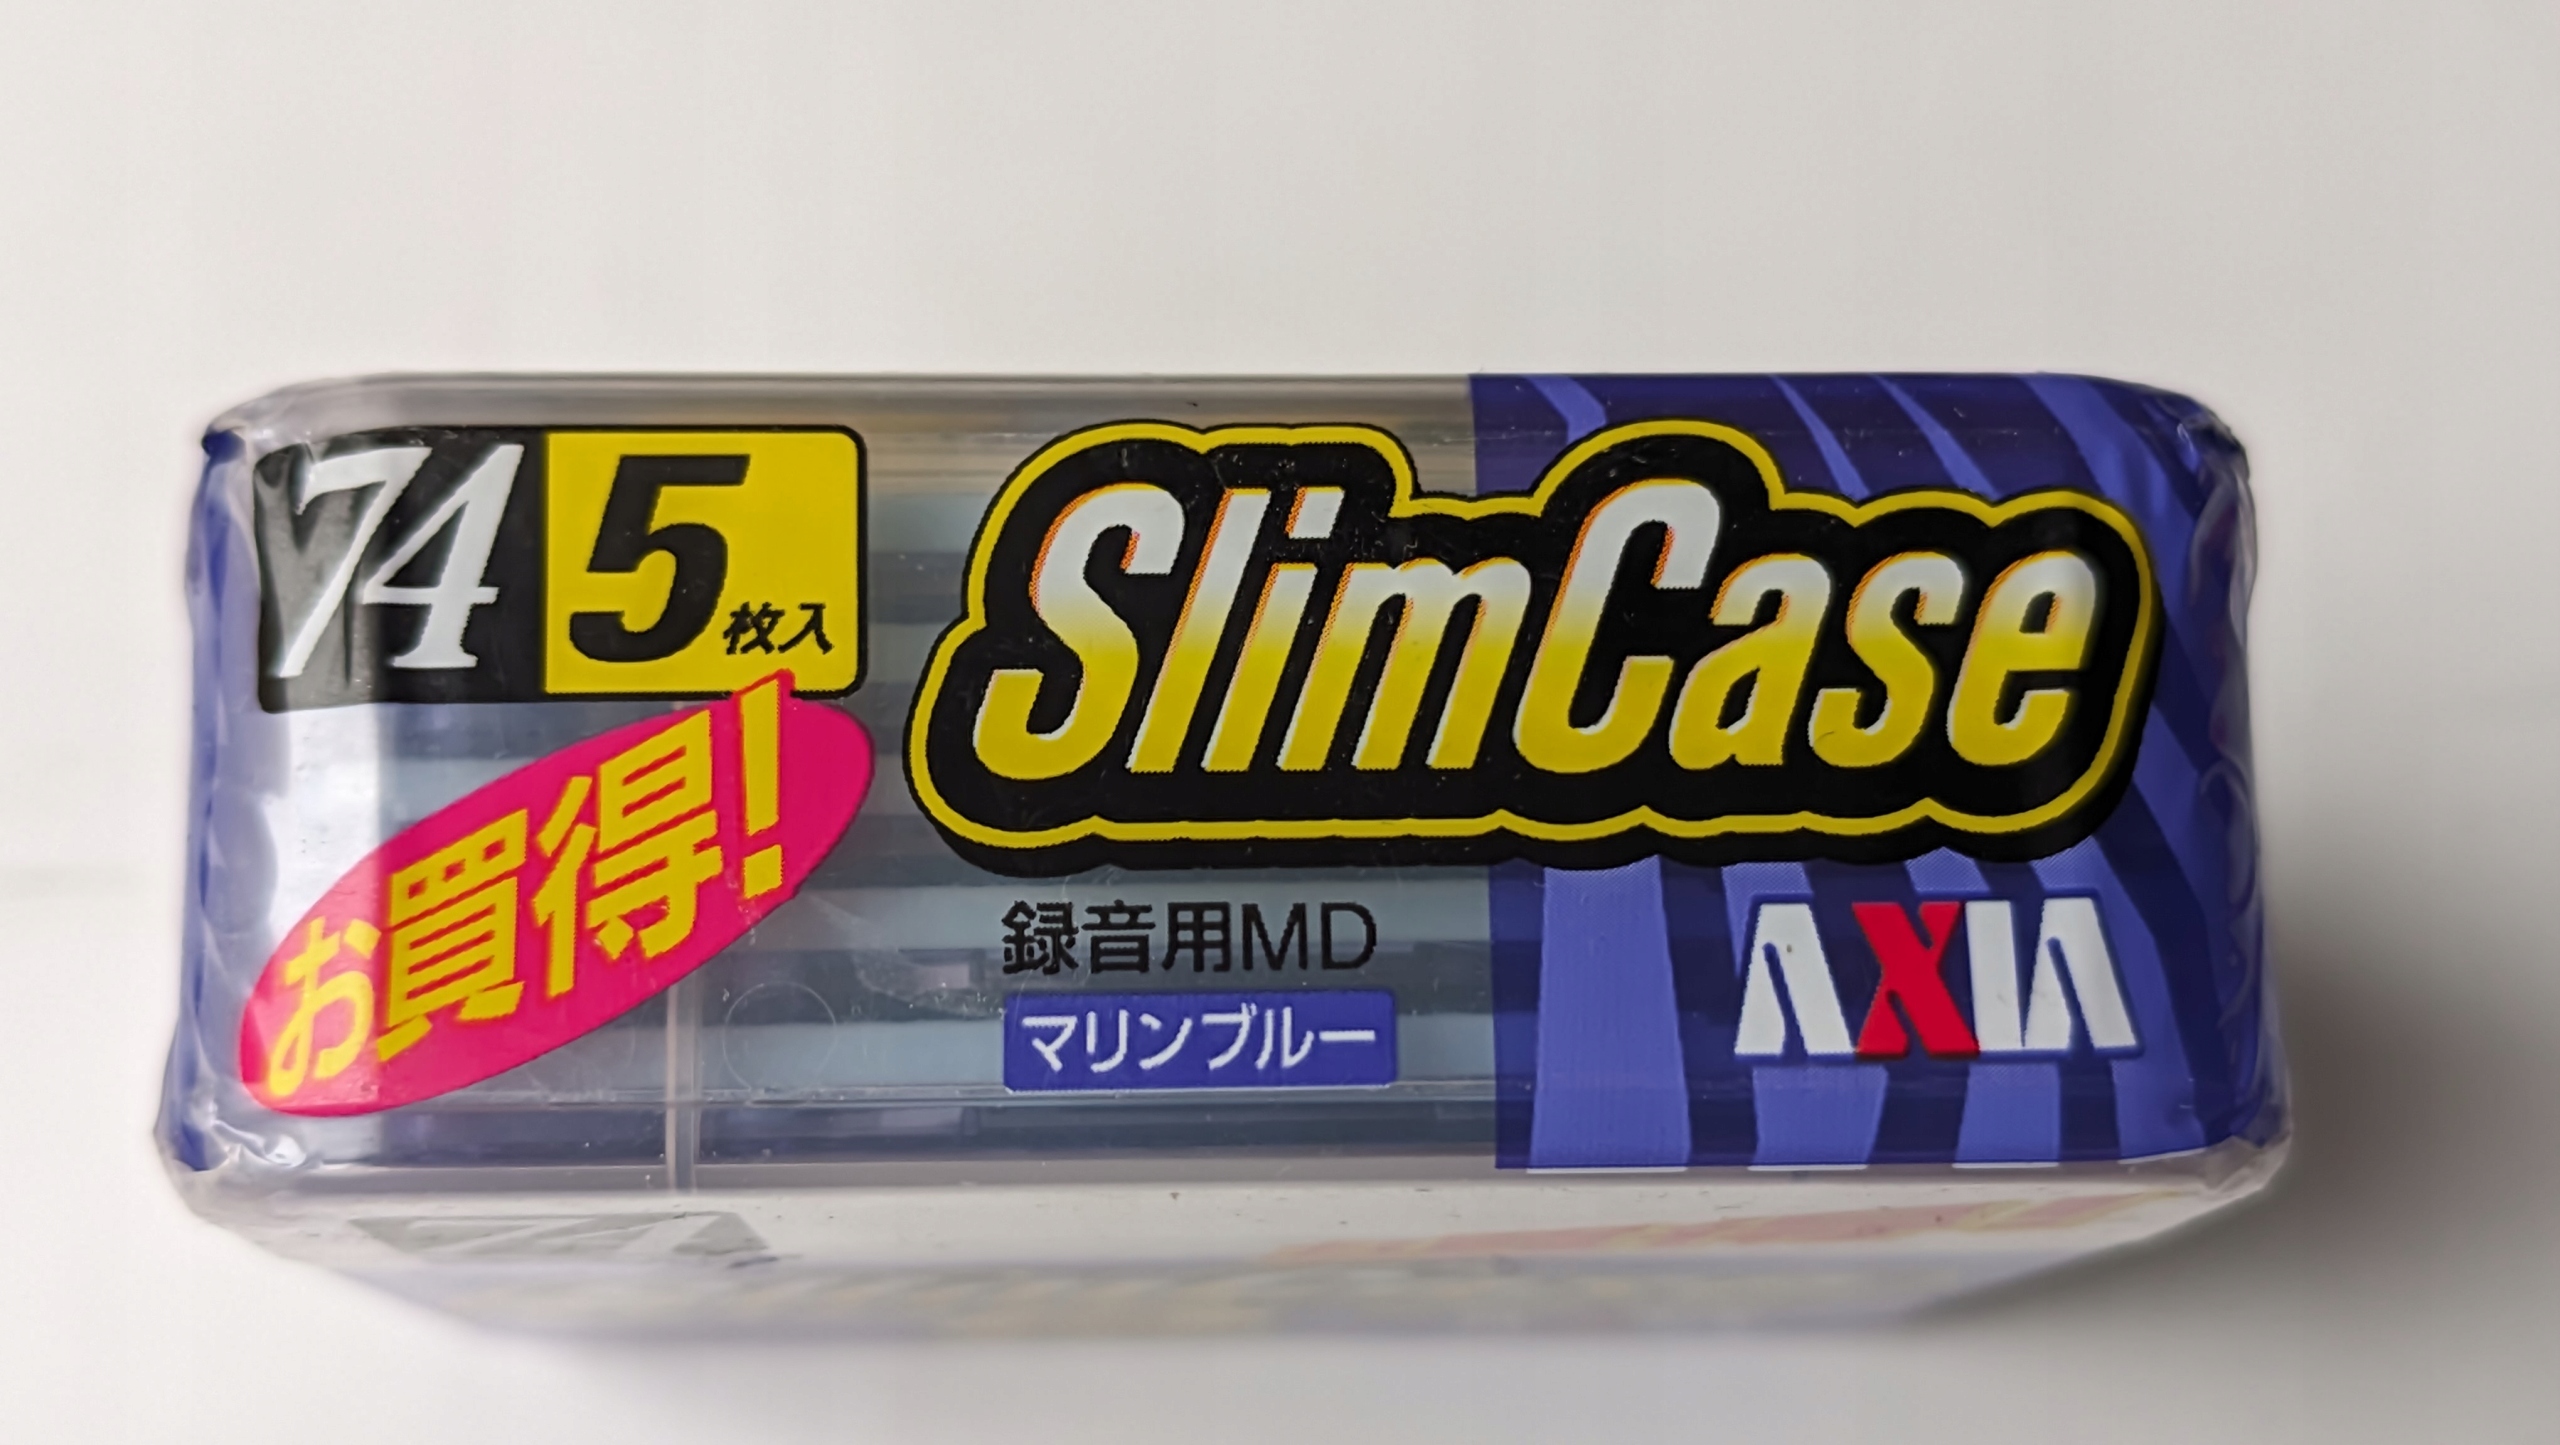 74 5枚入
お買得!
SlimCase
録音用MD
マリンブルー
AXIA